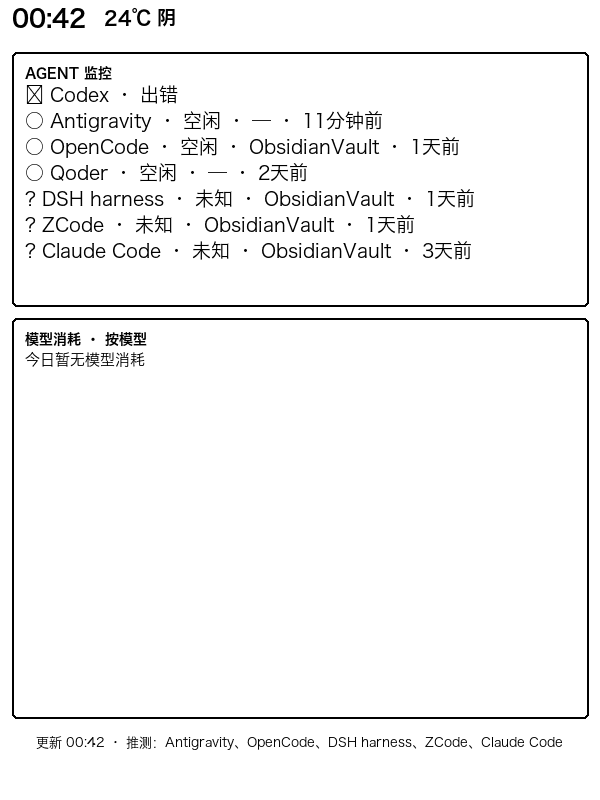 00:42 24℃ 阴
AGENT 监控
☒ Codex · 出错
○ Antigravity · 空闲 · — · 11分钟前
○ OpenCode · 空闲 · ObsidianVault · 1天前
○ Qoder · 空闲 · — · 2天前
? DSH harness · 未知 · ObsidianVault · 1天前
? ZCode · 未知 · ObsidianVault · 1天前
? Claude Code · 未知 · ObsidianVault · 3天前
模型消耗 · 按模型
今日暂无模型消耗
更新 00:42 · 推测：Antigravity、OpenCode、DSH harness、ZCode、Claude Code